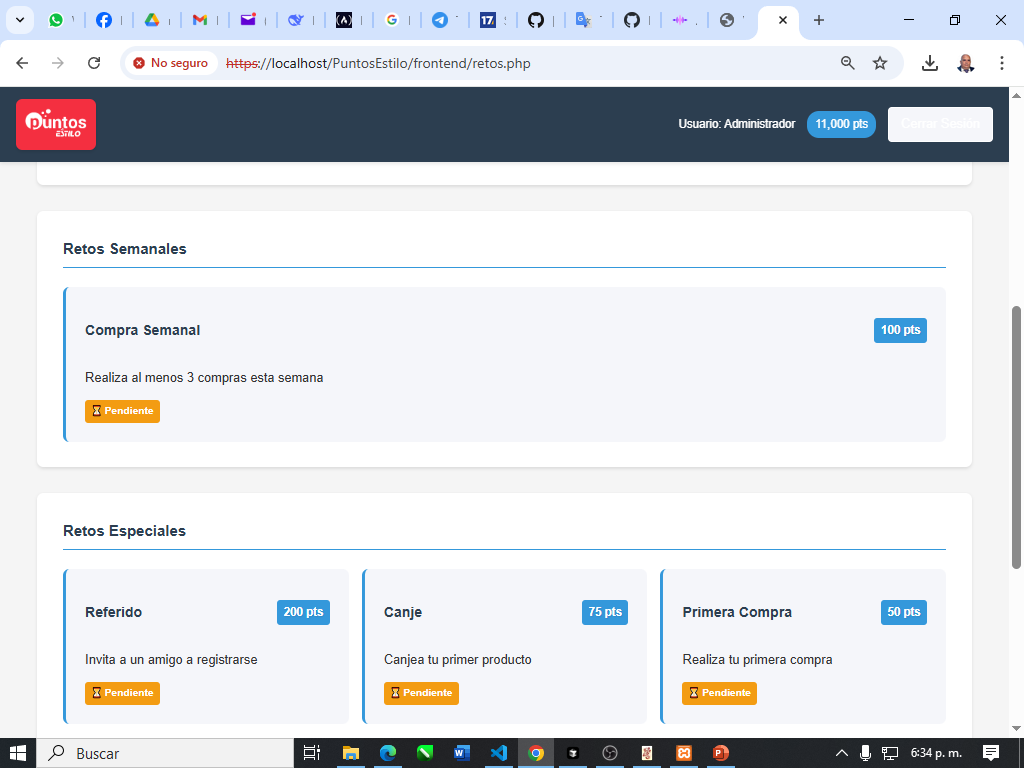 No seguro
https://localhost/PuntosEstilo/frontend/retos.php
puntos
ESTILO
Usuario: Administrador
11,000 pts
Cerrar Sesión
Retos Semanales
Compra Semanal
100 pts
Realiza al menos 3 compras esta semana
Pendiente
Retos Especiales
Referido
200 pts
Invita a un amigo a registrarse
Pendiente
Canje
75 pts
Canjea tu primer producto
Pendiente
Primera Compra
50 pts
Realiza tu primera compra
Pendiente
Buscar
6:34 p. m.